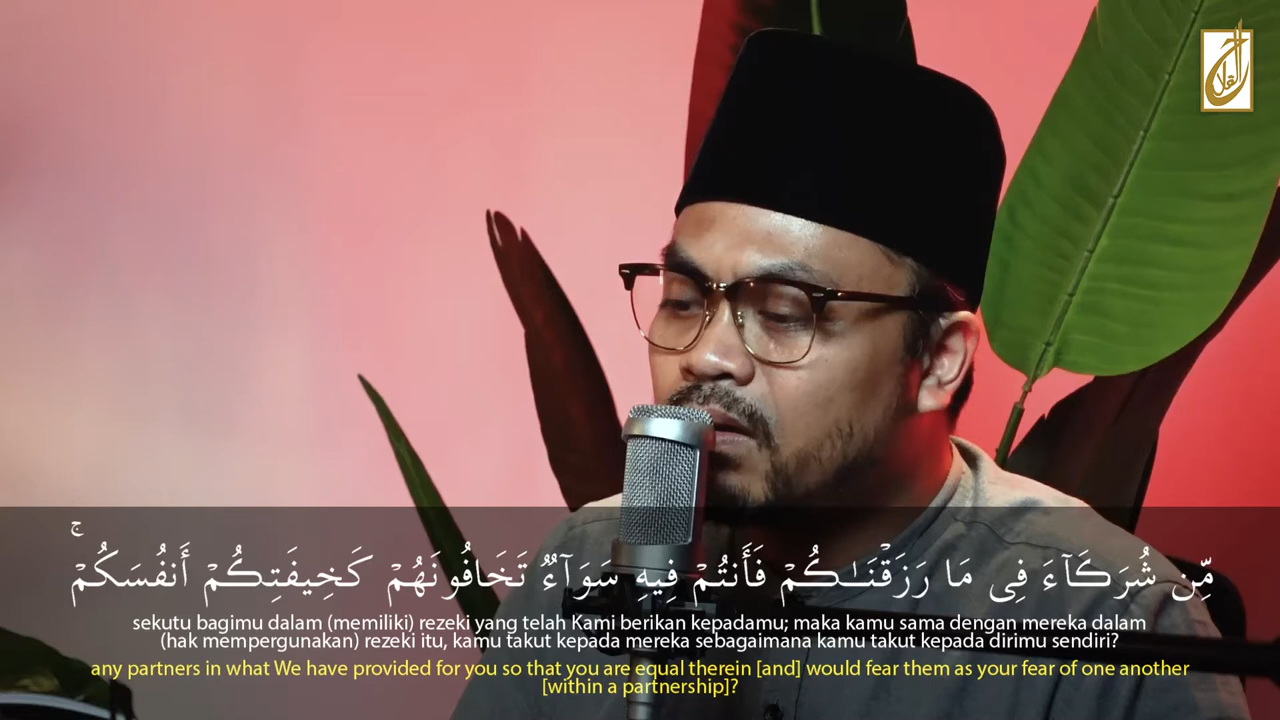 القلاح
مِّن شُرَكَآءَ فِى مَا رَزَقْنَـٰكُمْ فَأَنتُمْ فِيهِ سَوَآءٌ تَخَافُونَهُمْ كَخِيفَتِكُمْ أَنفُسَكُمْ ۚ
sekutu bagimu dalam (memiliki) rezeki yang telah Kami berikan kepadamu; maka kamu sama dengan mereka dalam
(hak mempergunakan) rezeki itu, kamu takut kepada mereka sebagaimana kamu takut kepada dirimu sendiri?
any partners in what We have provided for you so that you are equal therein [and] would fear them as your fear of one another
[within a partnership]?